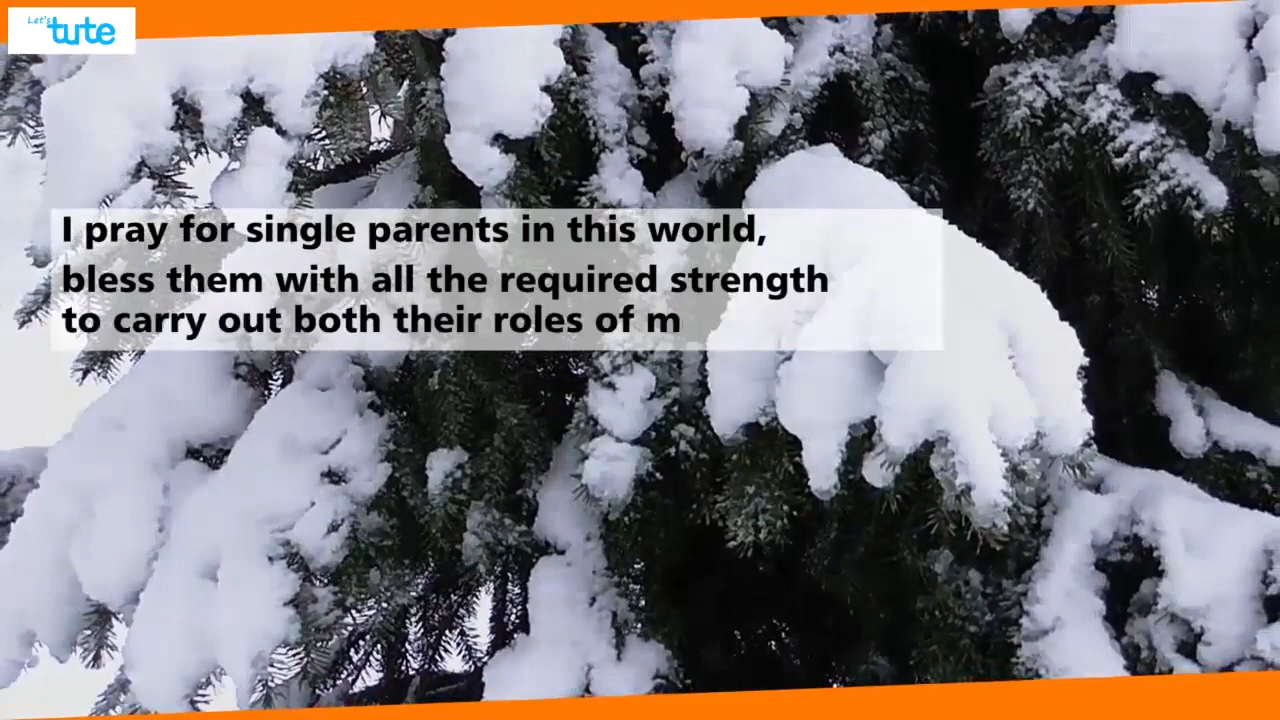 Let's
tute
I pray for single parents in this world,
bless them with all the required strength
to carry out both their roles of m